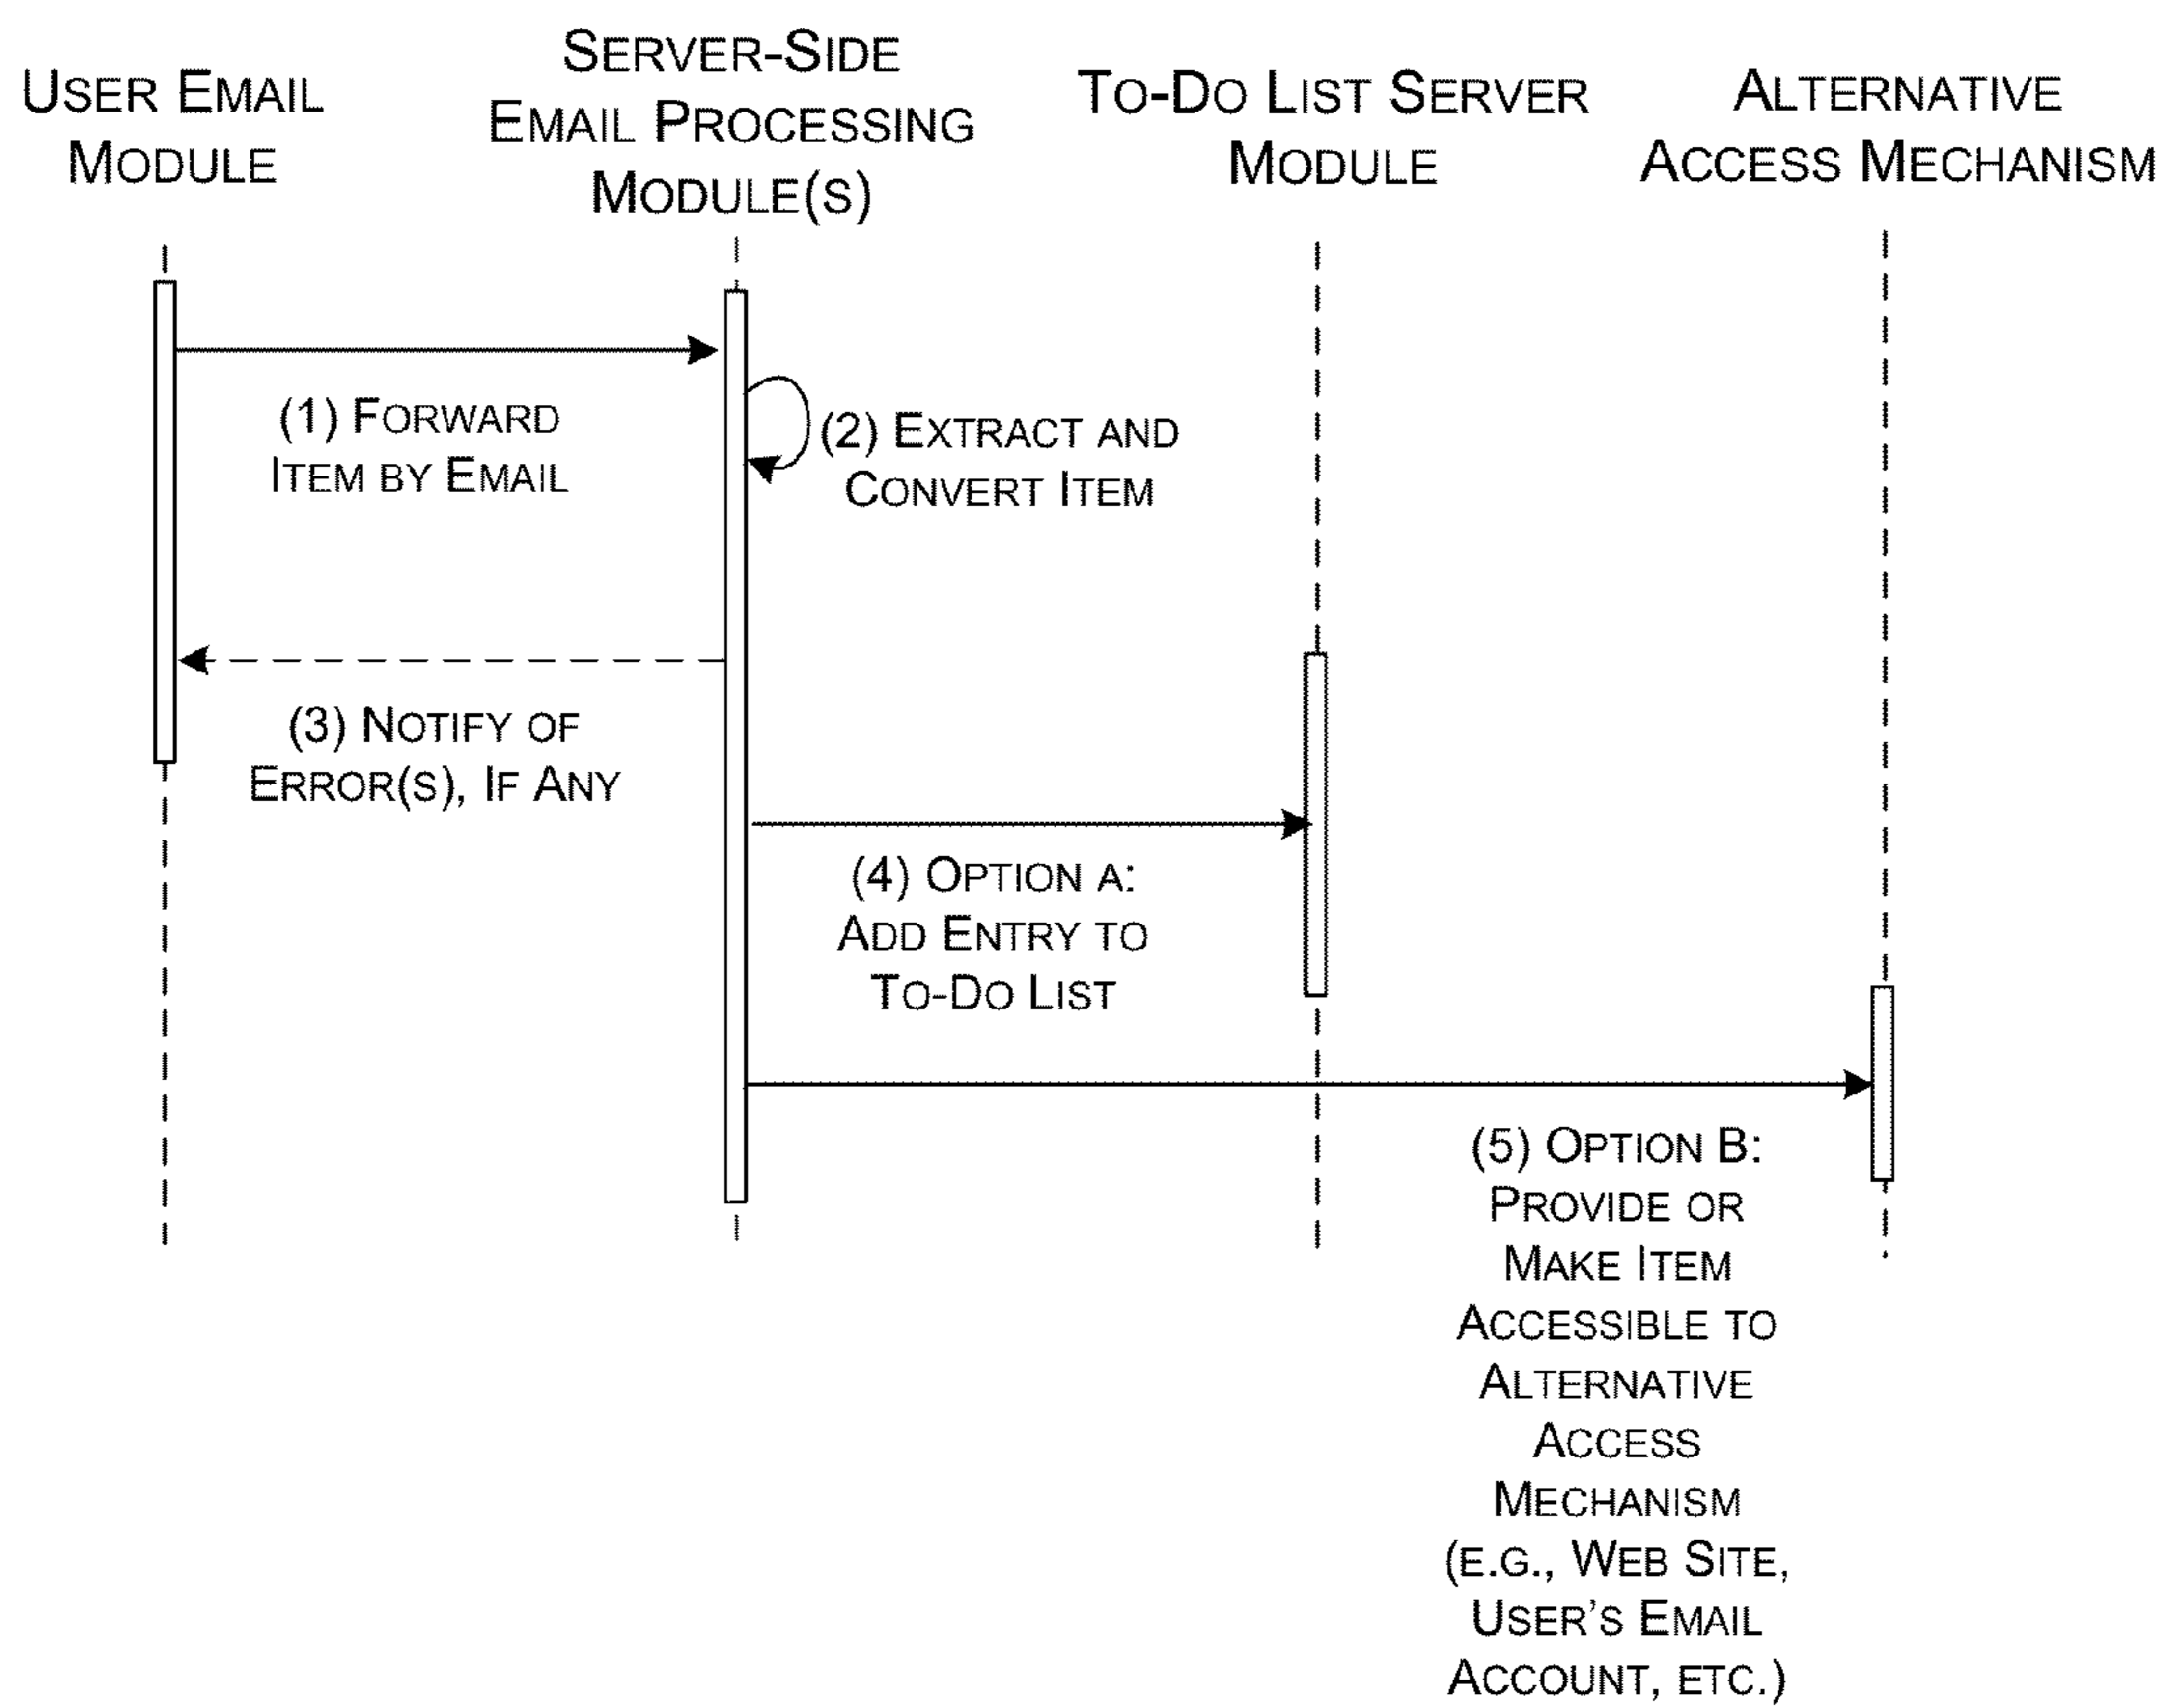 USER EMAIL
MODULE
SERVER-SIDE
EMAIL PROCESSING
MODULE(S)
TO-DO LIST SERVER
MODULE
ALTERNATIVE
ACCESS MECHANISM
(1) FORWARD
ITEM BY EMAIL
(2) EXTRACT AND
CONVERT ITEM
(3) NOTIFY OF
ERROR(S), IF ANY
(4) OPTION A:
ADD ENTRY TO
TO-DO LIST
(5) OPTION B:
PROVIDE OR
MAKE ITEM
ACCESSIBLE TO
ALTERNATIVE
ACCESS
MECHANISM
(E.G., WEB SITE,
USER'S EMAIL
ACCOUNT, ETC.)